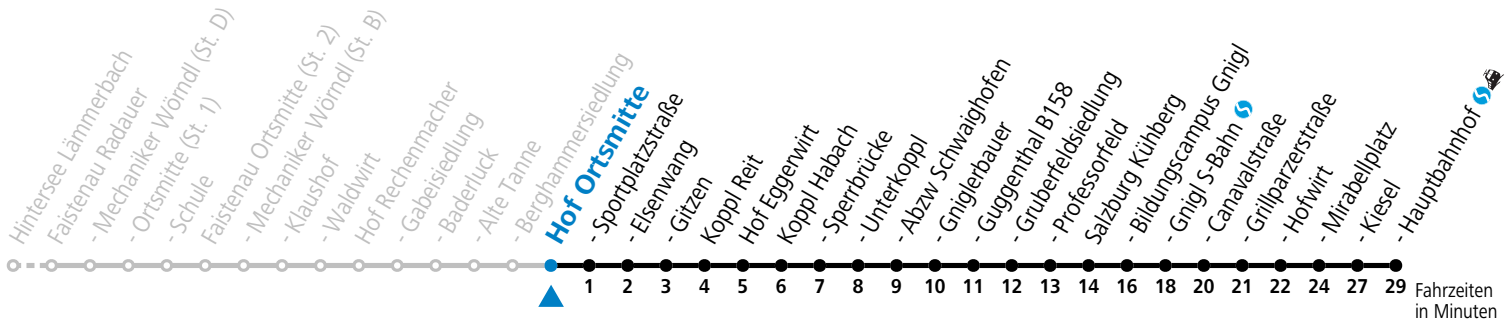 Hintersee Lämmerbach
Faistenau Radauer
- Mechaniker Wörndl (St. D)
- Ortsmitte (St. 1)
- Schule
Faistenau Ortsmitte (St. 2)
- Mechaniker Wörndl (St. B)
- Klaushof
- Waldwirt
Hof Rechenmacher
- Gabeisiedlung
- Baderluck
- Alte Tanne
- Berghammersiedlung
Hof Ortsmitte
- Sportplatzstraße
- Elsenwang
- Gitzen
Koppl Reit
Hof Eggerwirt
Koppl Habach
- Sperrbrücke
- Unterkoppl
- Abzw Schwaighofen
- Gniglerbauer
- Guggenthal B158
- Gruberfeldsiedlung
- Professorfeld
Salzburg Kühberg
- Bildungscampus Gnigl
- Gnigl S-Bahn
- Canavalstraße
- Grillparzerstraße
- Hofwirt
- Mirabellplatz
- Kiesel
- Hauptbahnhof
1 2 3 4 5 6 7 8 9 10 11 12 13 14 16 18 20 21 22 24 27 29
Fahrzeiten
in Minuten